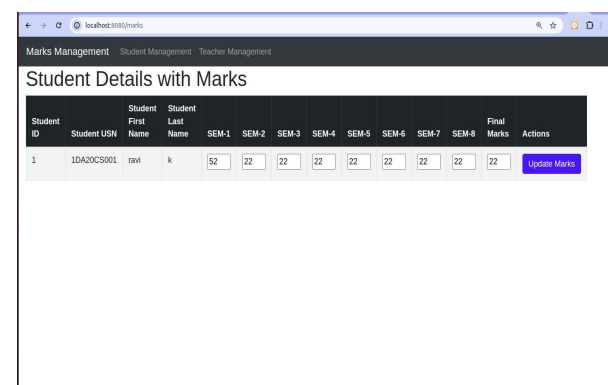 localhost:8080/marks
Marks Management Student Management Teacher Management
Student Details with Marks
Student ID Student USN Student First Name Student Last Name SEM-1 SEM-2 SEM-3 SEM-4 SEM-5 SEM-6 SEM-7 SEM-8 Final Marks Actions
1 1DA20CS001 ravi k 52 22 22 22 22 22 22 22 22 Update Marks